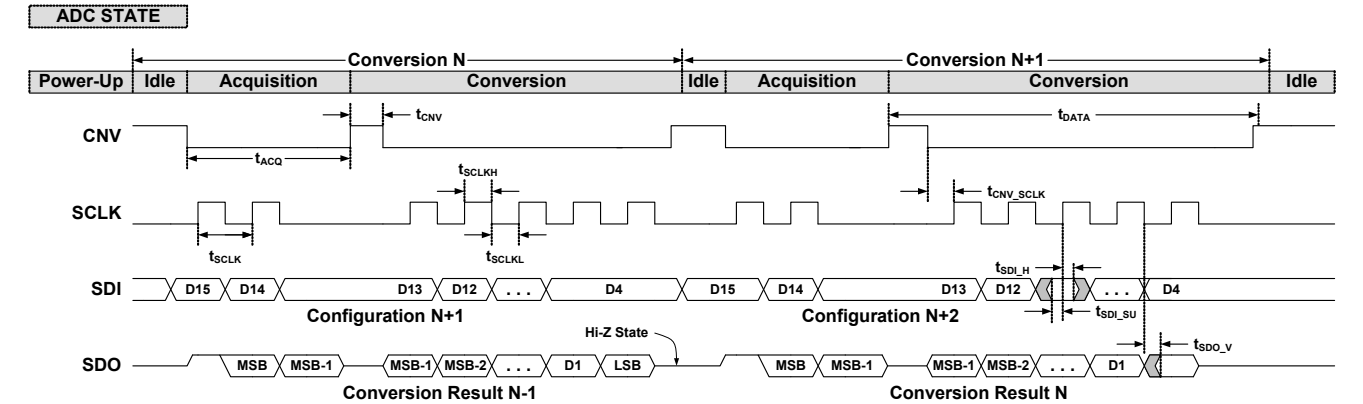 ADC STATE
Conversion N Conversion N+1
Power-Up Idle Acquisition Conversion Idle Acquisition Conversion Idle
CNV tCNV tDATA
tACQ
tSCLKH
SCLK tCNV_SCLK
tSCLK tSCLKL
tSDI_H
SDI D15 D14 D13 D12 . . . D4 D15 D14 D13 D12 . . . D4
Configuration N+1 Configuration N+2 tSDI_SU
Hi-Z State
tSDO_V
SDO MSB MSB-1 MSB-1 MSB-2 . . . D1 LSB MSB MSB-1 MSB-1 MSB-2 . . . D1
Conversion Result N-1 Conversion Result N